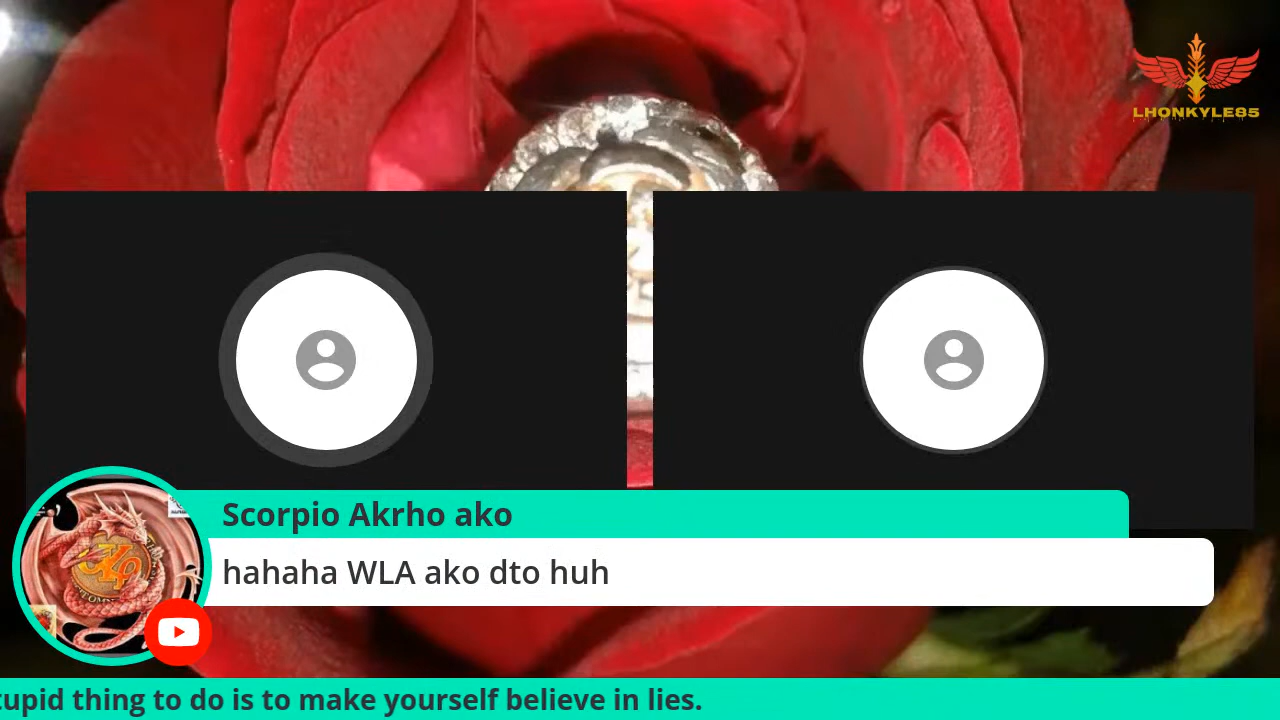 LHONKYLE85
Scorpio Akrho ako
hahaha WLA ako dto huh
tupid thing to do is to make yourself believe in lies.